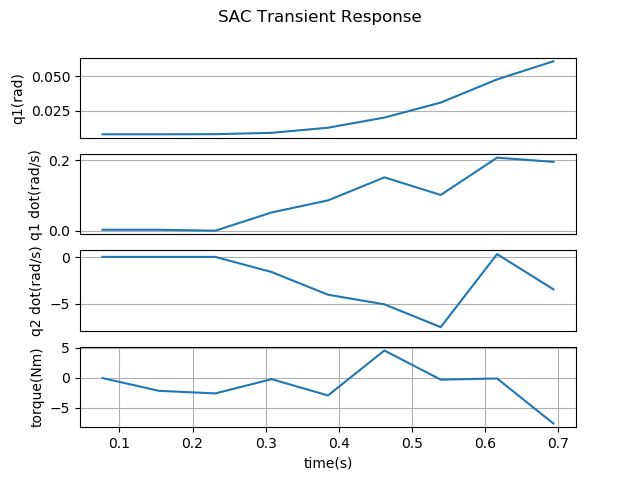 SAC Transient Response
q1(rad)
0.050
0.025
q1 dot(rad/s)
0.2
0.0
q2 dot(rad/s)
0
−5
torque(Nm)
5
0
−5
0.1 0.2 0.3 0.4 0.5 0.6 0.7
time(s)